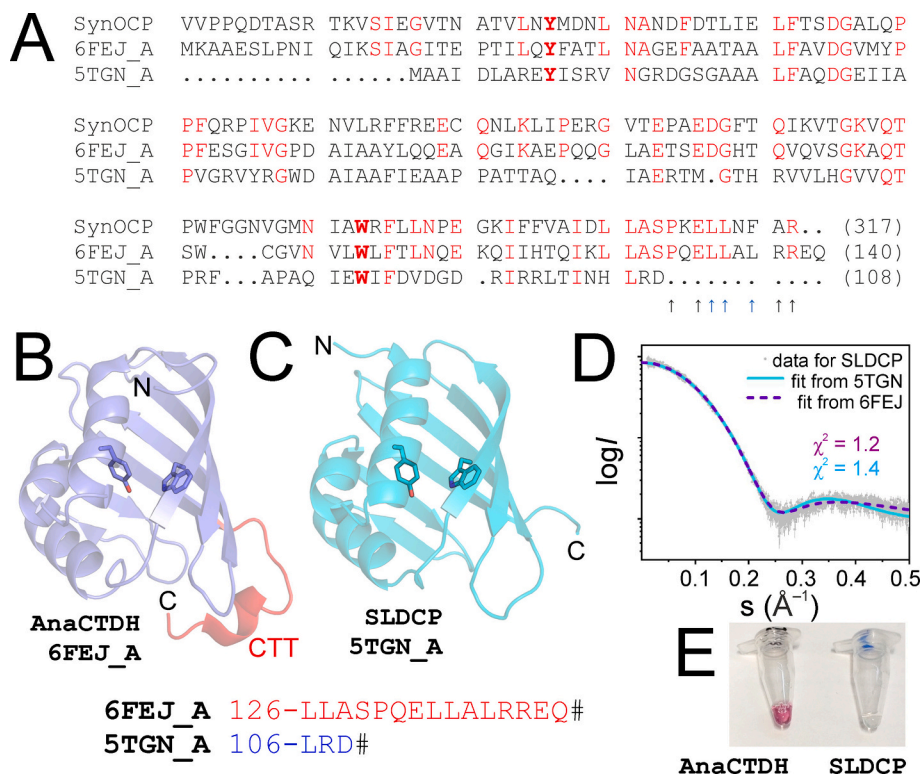 A
SynOCP VVPPQDTASR TKVSIEGVTN ATVLNYMDNL NANDFDTLIE LFTSDGALQP
6FEJ_A MKAAESLPNI QIKSIAGITE PTILQYFATL NAGEFAATAA LFAVDGVMYP
5TGN_A .......... .....MAAI DLAREYISRV NGRDGSGAAA LFAQDGEIIA
SynOCP PFQRPIVGKE NVLRFFREEC QNLKLIPERG VTEPAEDGFT QIKVTGKVQT
6FEJ_A PFESGIVGPD AIAAYLQQEA QGIKAEPQQG LAETSEDGHT QVQVSGKAQT
5TGN_A PVGRVYRGWD AIAAFIEAAP PATTAQ.... IAERTM.GTH RVVLHGVVQT
SynOCP PWFGGNVGMN IAWRFLLNPE GKIFFVAIDL LASPKELLNF AR.. (317)
6FEJ_A SW....CGVN VLWLFTLNQE KQIIHTQIKL LASPQELLAL RREQ (140)
5TGN_A PRF....APAQ IEWIFDVDGD .RIRRLTINH LRD....... .... (108)
↑ ↑ ↑ ↑ ↑ ↑ ↑
B
N
C
AnaCTDH
6FEJ_A
CTT
C
N
C
SLDCP
5TGN_A
D
logI
data for SLDCP
fit from 5TGN
fit from 6FEJ
χ² = 1.2
χ² = 1.4
0.1 0.2 0.3 0.4 0.5
s (Å⁻¹)
6FEJ_A 126-LLASPQELLALRREQ#
5TGN_A 106-LRD#
E
AnaCTDH SLDCP